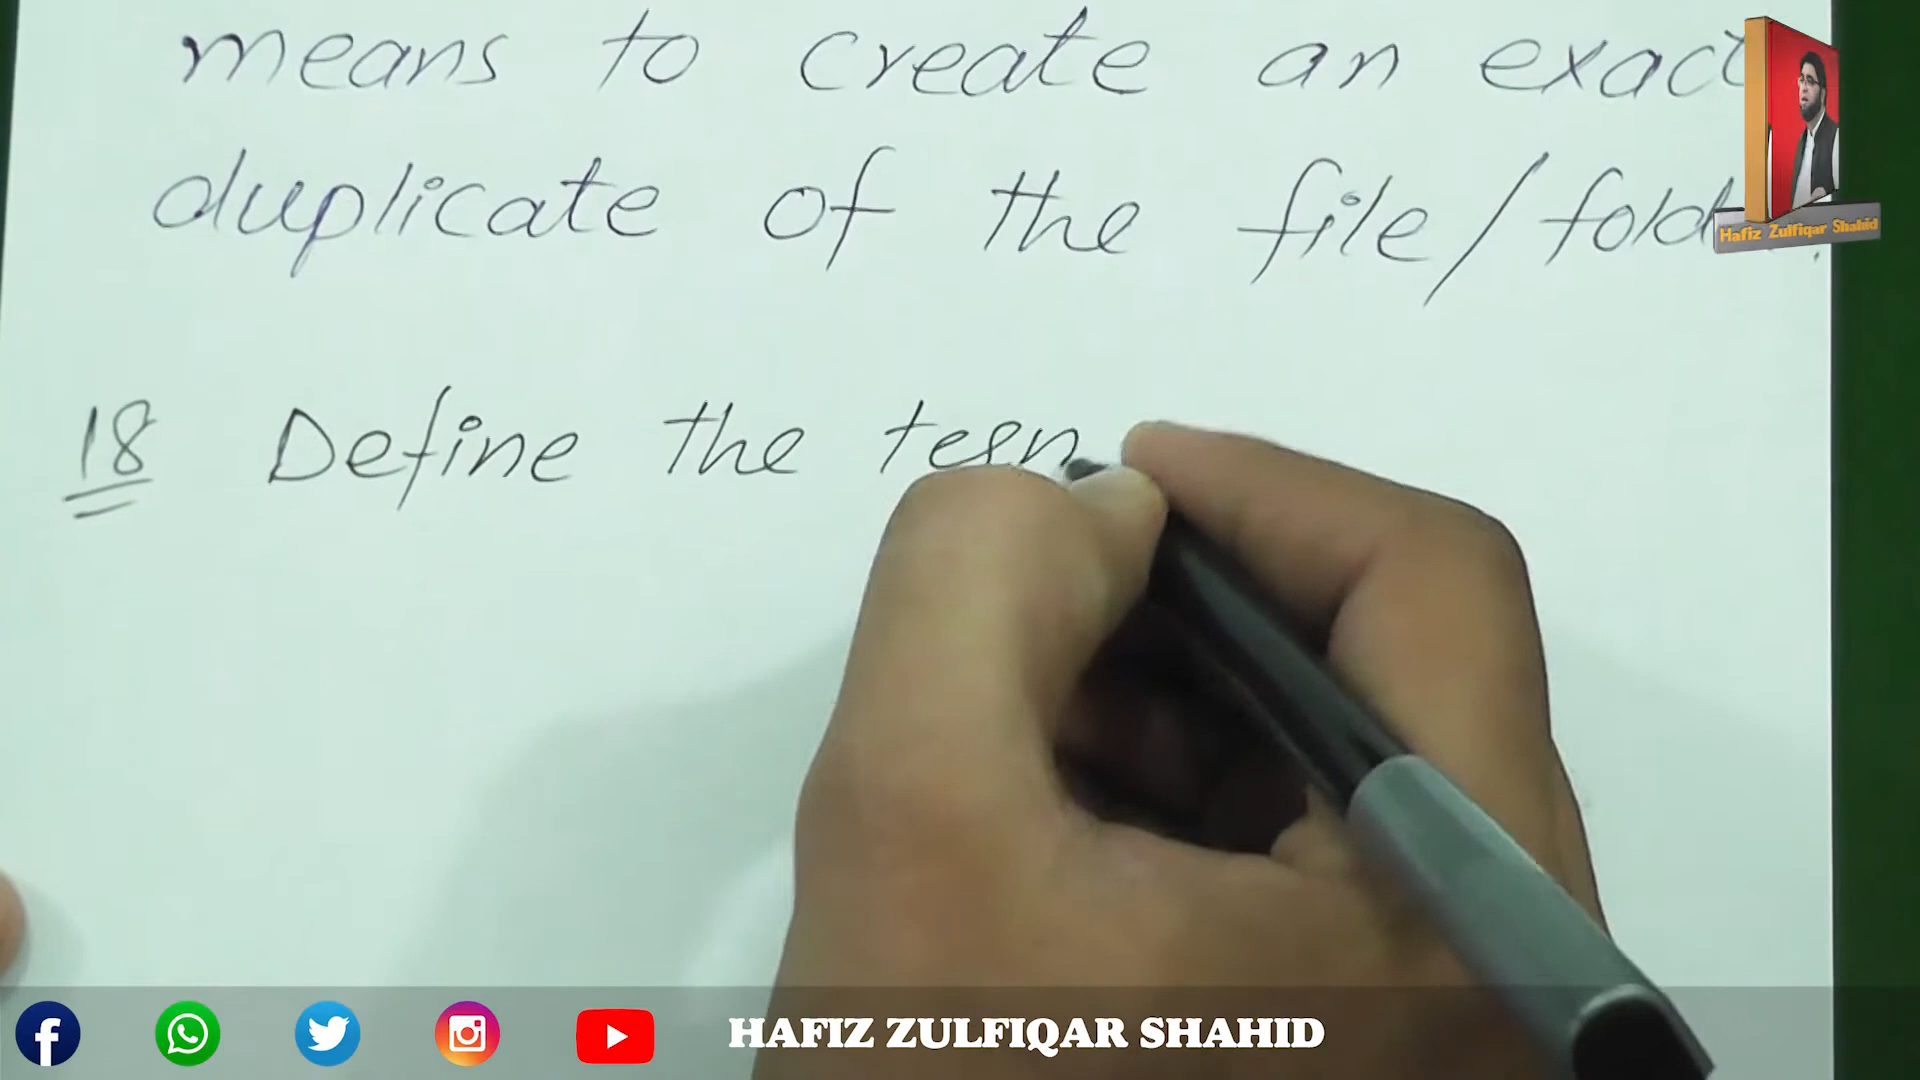 means to create an exact
duplicate of the file/fold
Hafiz Zulfiqar Shahid
18 Define the
HAFIZ ZULFIQAR SHAHID